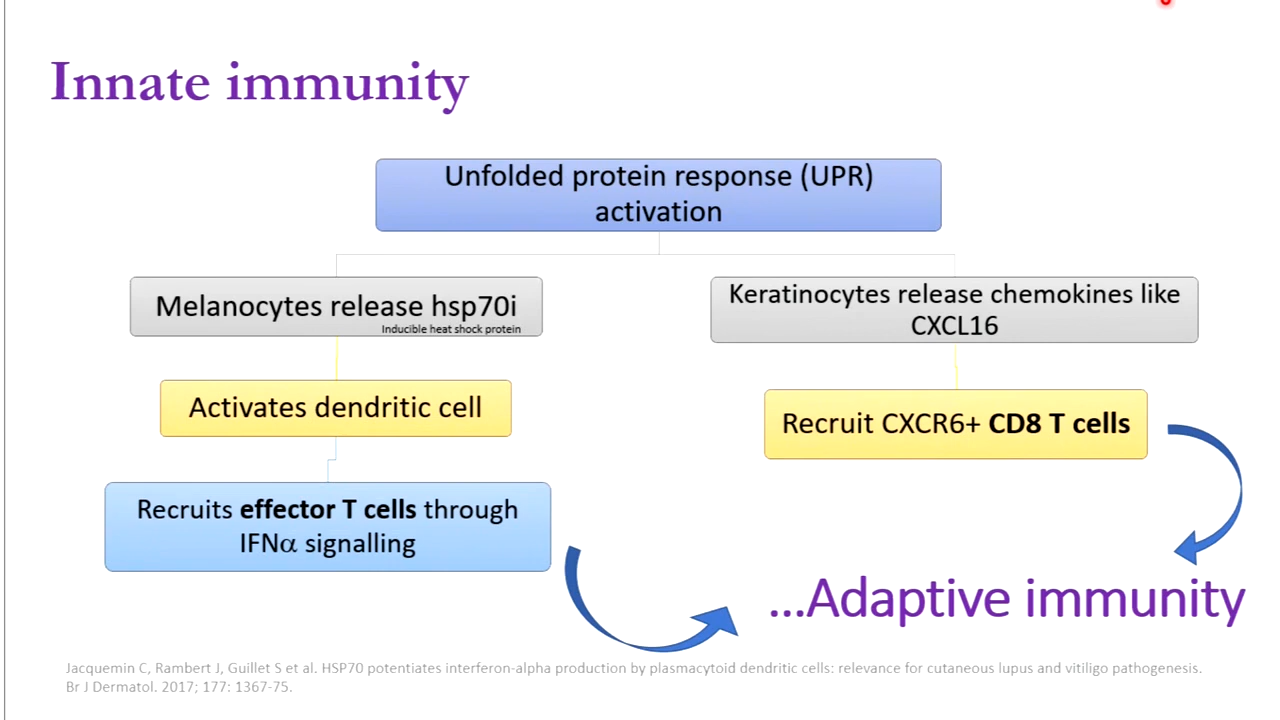 Innate immunity
Unfolded protein response (UPR)
activation
Melanocytes release hsp70i
Inducible heat shock protein
Keratinocytes release chemokines like
CXCL16
Activates dendritic cell
Recruit CXCR6+ CD8 T cells
Recruits effector T cells through
IFNα signalling
...Adaptive immunity
Jacquemin C, Rambert J, Guillet S et al. HSP70 potentiates interferon-alpha production by plasmacytoid dendritic cells: relevance for cutaneous lupus and vitiligo pathogenesis.
Br J Dermatol. 2017; 177: 1367-75.